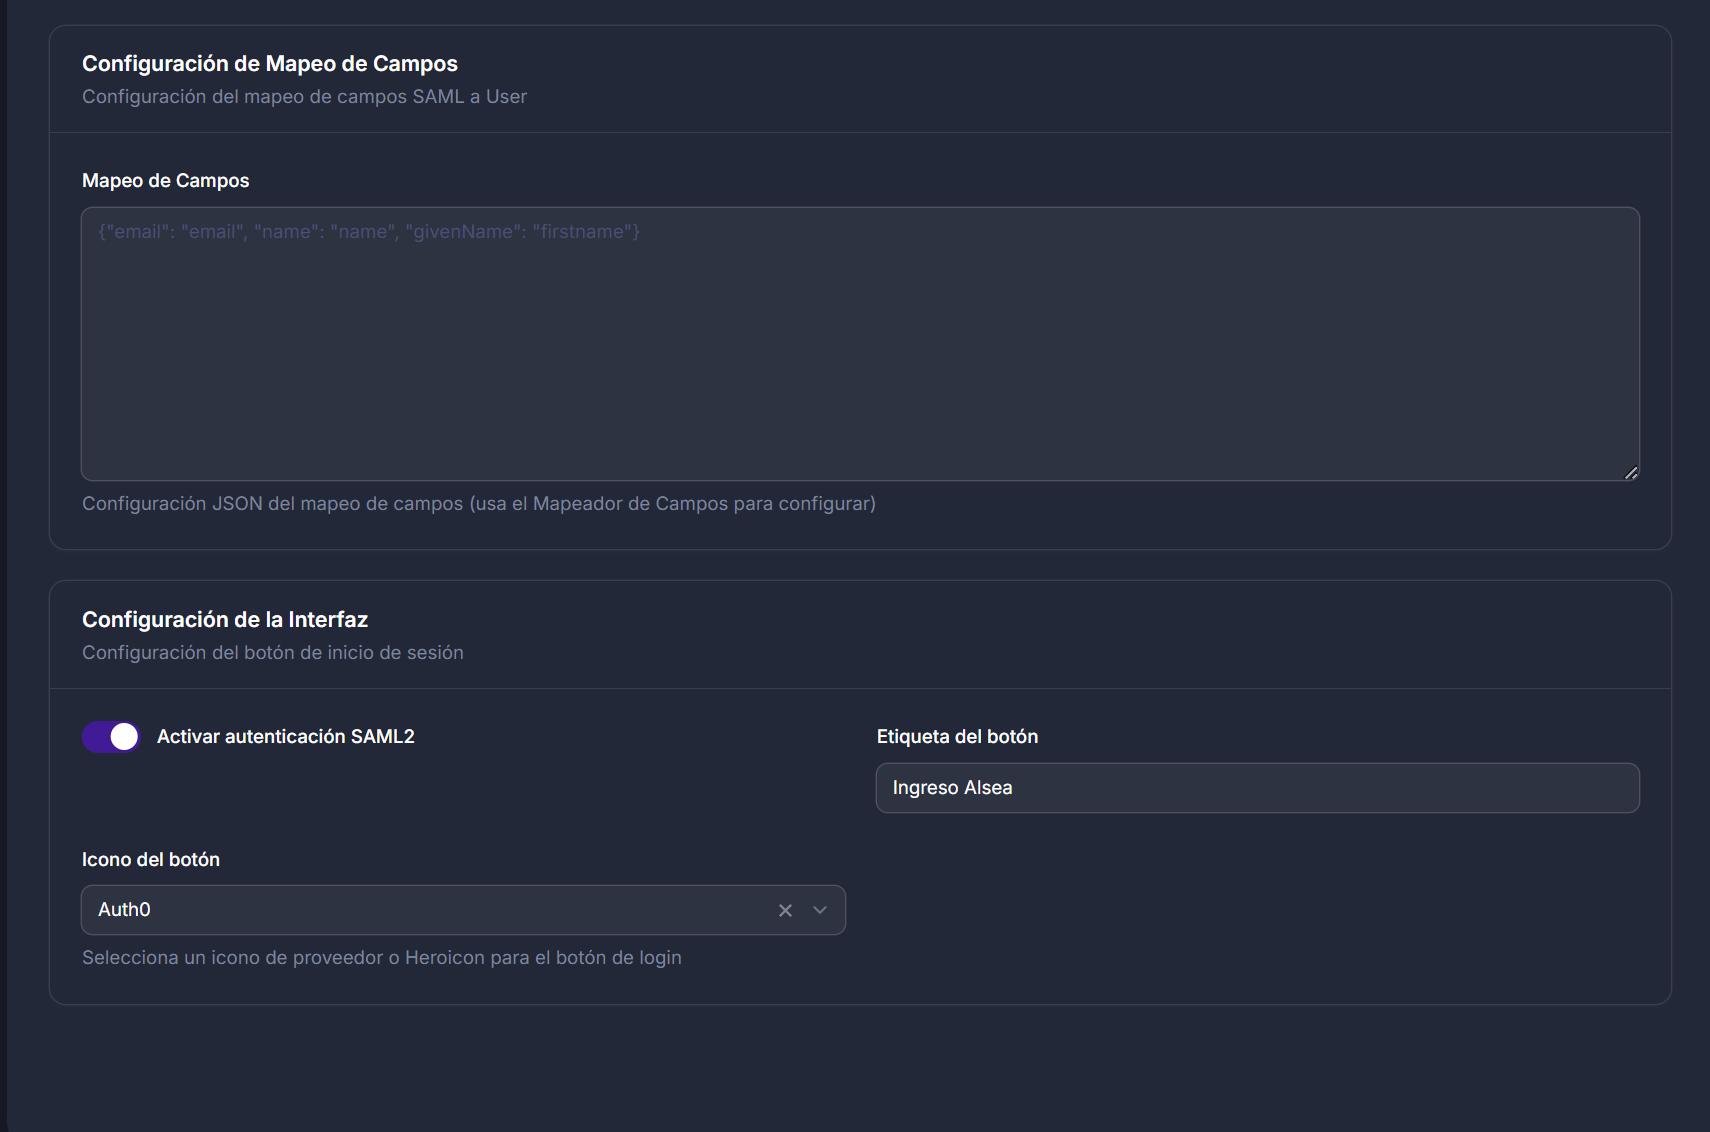 Configuración de Mapeo de Campos
Configuración del mapeo de campos SAML a User
Mapeo de Campos
{"email": "email", "name": "name", "givenName": "firstname"}
Configuración JSON del mapeo de campos (usa el Mapeador de Campos para configurar)
Configuración de la Interfaz
Configuración del botón de inicio de sesión
Activar autenticación SAML2
Etiqueta del botón
Ingreso Alsea
Icono del botón
Auth0
Selecciona un icono de proveedor o Heroicon para el botón de login